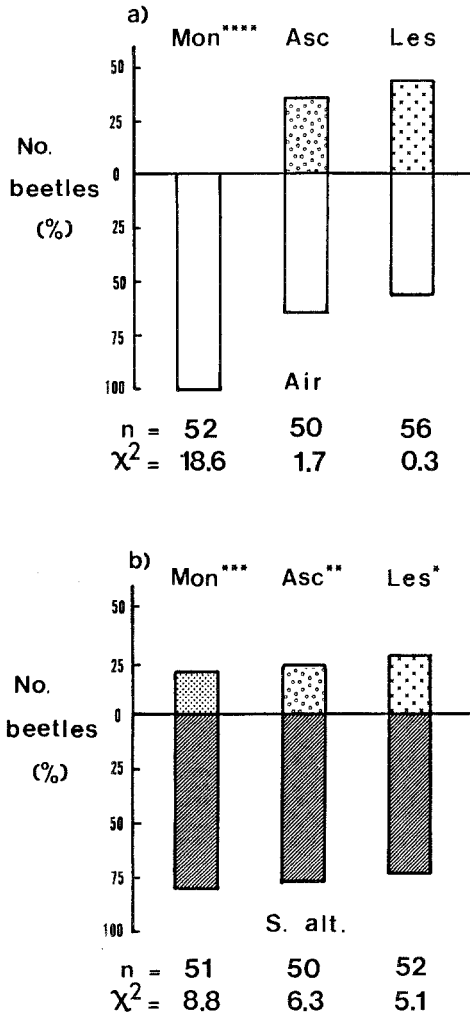 a)
Mon**** Asc Les
50
25
No. beetles (%)
0
25
50
75
100
Air
n = 52 50 56
χ² = 18.6 1.7 0.3
b)
Mon*** Asc** Les*
50
25
No. beetles (%)
0
25
50
75
100
S. alt.
n = 51 50 52
χ² = 8.8 6.3 5.1